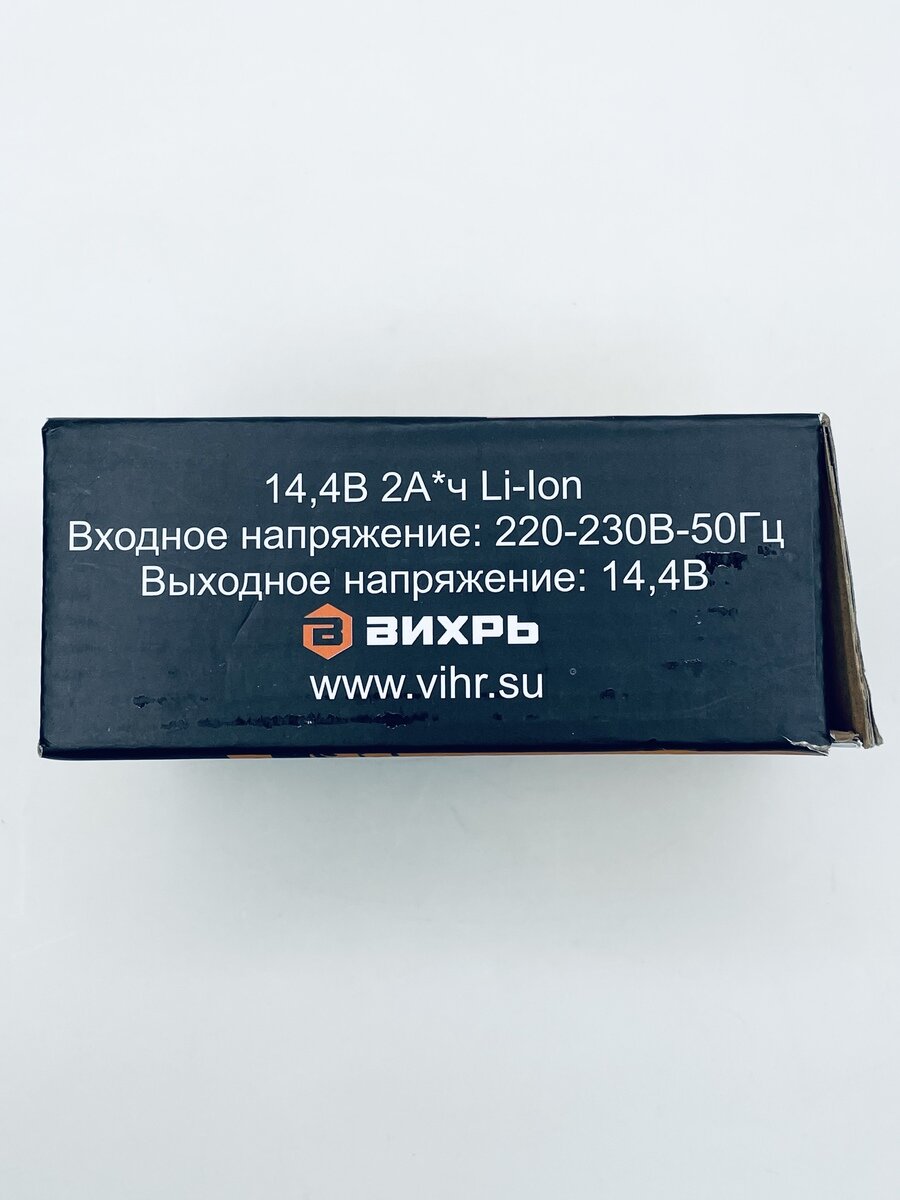 14,4В 2А*ч Li-Ion
Входное напряжение: 220-230В-50Гц
Выходное напряжение: 14,4В
В ВИХРЬ
www.vihr.su